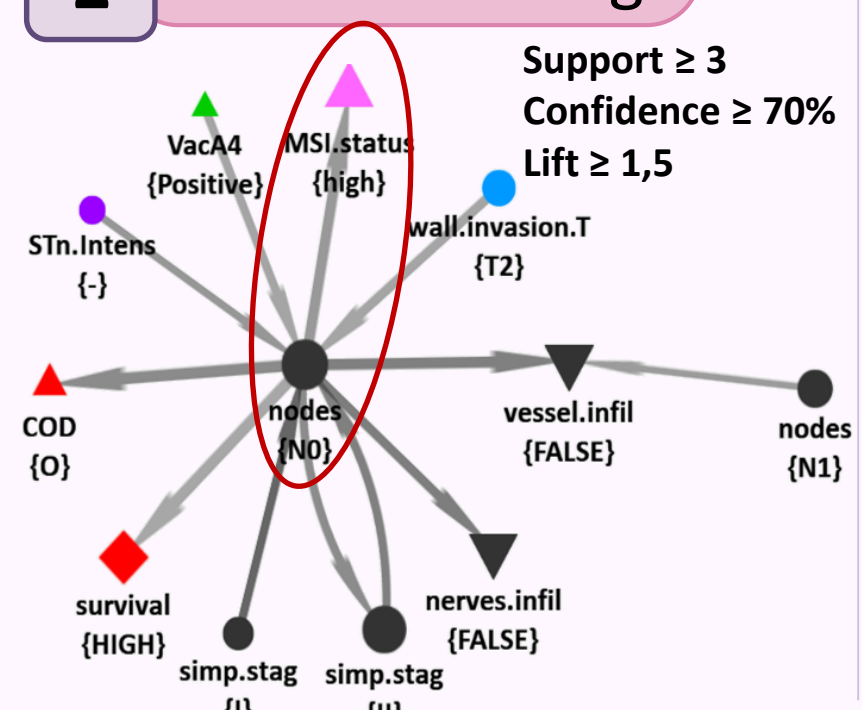 Support ≥ 3
Confidence ≥ 70%
Lift ≥ 1,5
VacA4
{Positive}
MSI.status
{high}
STn.Intens
{-}
wall.invasion.T
{T2}
COD
{O}
nodes
{N0}
vessel.infil
{FALSE}
nodes
{N1}
survival
{HIGH}
simp.stag
simp.stag
nerves.infil
{FALSE}